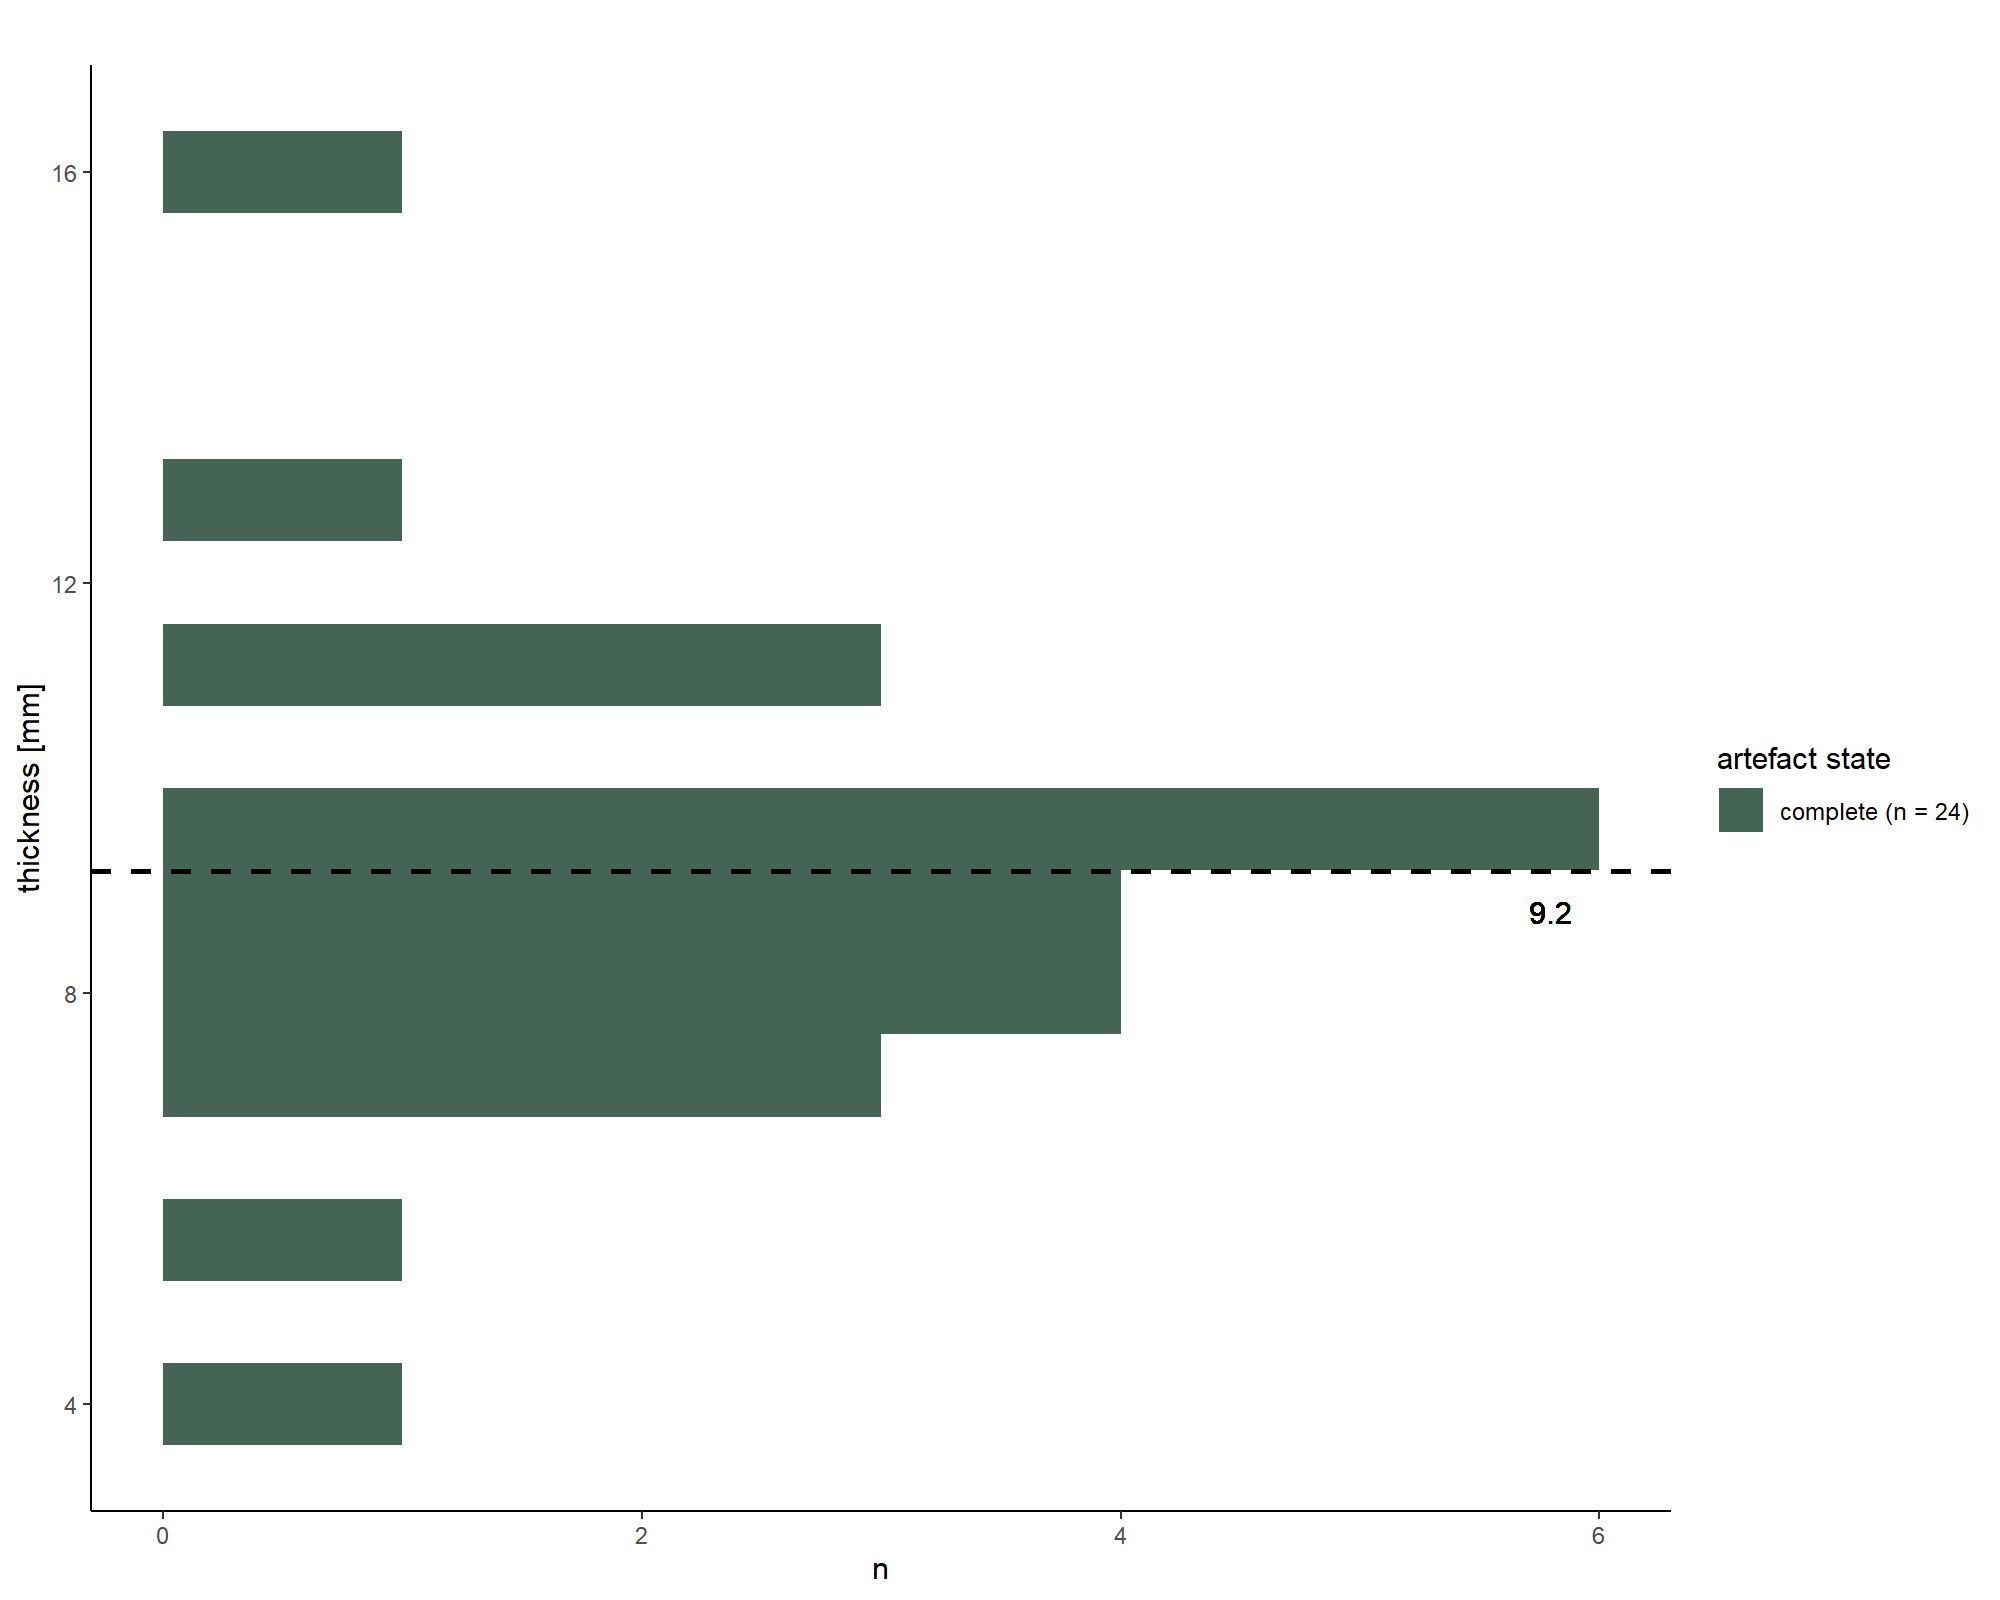 16
12
8
4
thickness [mm]
9.2
0 2 4 6
n
artefact state
complete (n = 24)